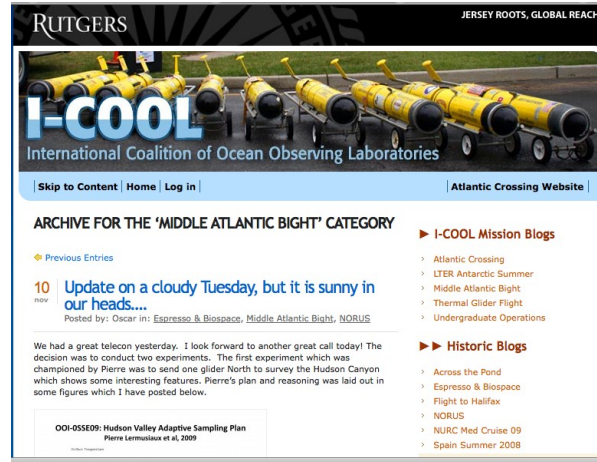 RUTGERS
JERSEY ROOTS, GLOBAL REACH
I-COOL
International Coalition of Ocean Observing Laboratories
Skip to Content | Home | Log in |
Atlantic Crossing Website |
ARCHIVE FOR THE ‘MIDDLE ATLANTIC BIGHT’ CATEGORY
Previous Entries
10
nov
Update on a cloudy Tuesday, but it is sunny in
our heads....
Posted by: Oscar in: Espresso & Biospace, Middle Atlantic Bight, NORUS
We had a great telecon yesterday. I look forward to another great call today! The
decision was to conduct two experiments. The first experiment which was
championed by Pierre was to send one glider North to survey the Hudson Canyon
which shows some interesting features. Pierre's plan and reasoning was laid out in
some figures which I have posted below.
OOI-0SSE09: Hudson Valley Adaptive Sampling Plan
Pierre Lermusiaux et al, 2009
I-COOL Mission Blogs
Atlantic Crossing
LTER Antarctic Summer
Middle Atlantic Bight
Thermal Glider Flight
Undergraduate Operations
Historic Blogs
Across the Pond
Espresso & Biospace
Flight to Halifax
NORUS
NURC Med Cruise 09
Spain Summer 2008